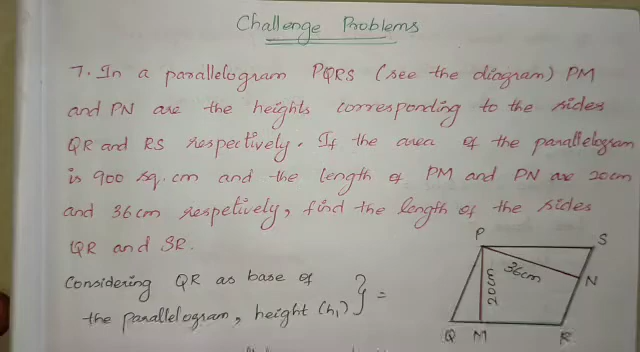 Challenge Problems
7. In a parallelogram PQRS (see the diagram) PM
and PN are the heights corresponding to the sides
QR and RS respectively. If the area of the parallelogram
is 900 sq. cm and the length of PM and PN are 20cm
and 36cm respetively, find the length of the sides
QR and SR.
Considering QR as base of
the parallelogram, height (h₁) } =
P
S
36cm
20cm
N
Q M R